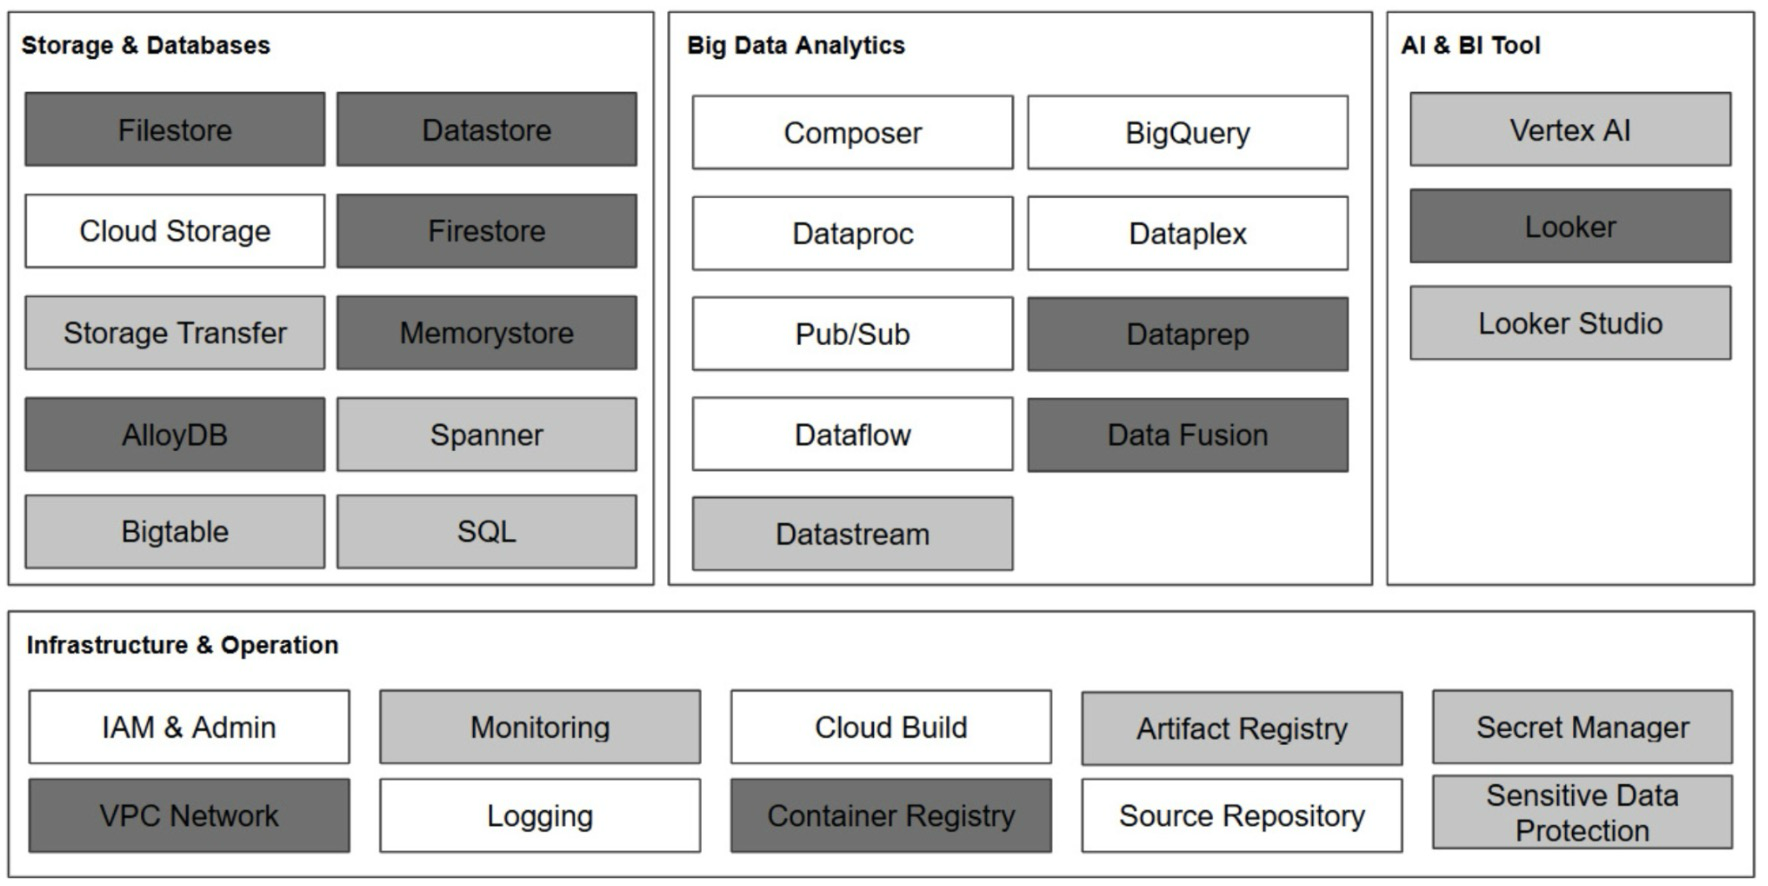 Storage & Databases
Filestore
Datastore
Cloud Storage
Firestore
Storage Transfer
Memorystore
AlloyDB
Spanner
Bigtable
SQL
Big Data Analytics
Composer
BigQuery
Dataproc
Dataplex
Pub/Sub
Dataprep
Dataflow
Data Fusion
Datastream
AI & BI Tool
Vertex AI
Looker
Looker Studio
Infrastructure & Operation
IAM & Admin
Monitoring
Cloud Build
Artifact Registry
Secret Manager
VPC Network
Logging
Container Registry
Source Repository
Sensitive Data
Protection